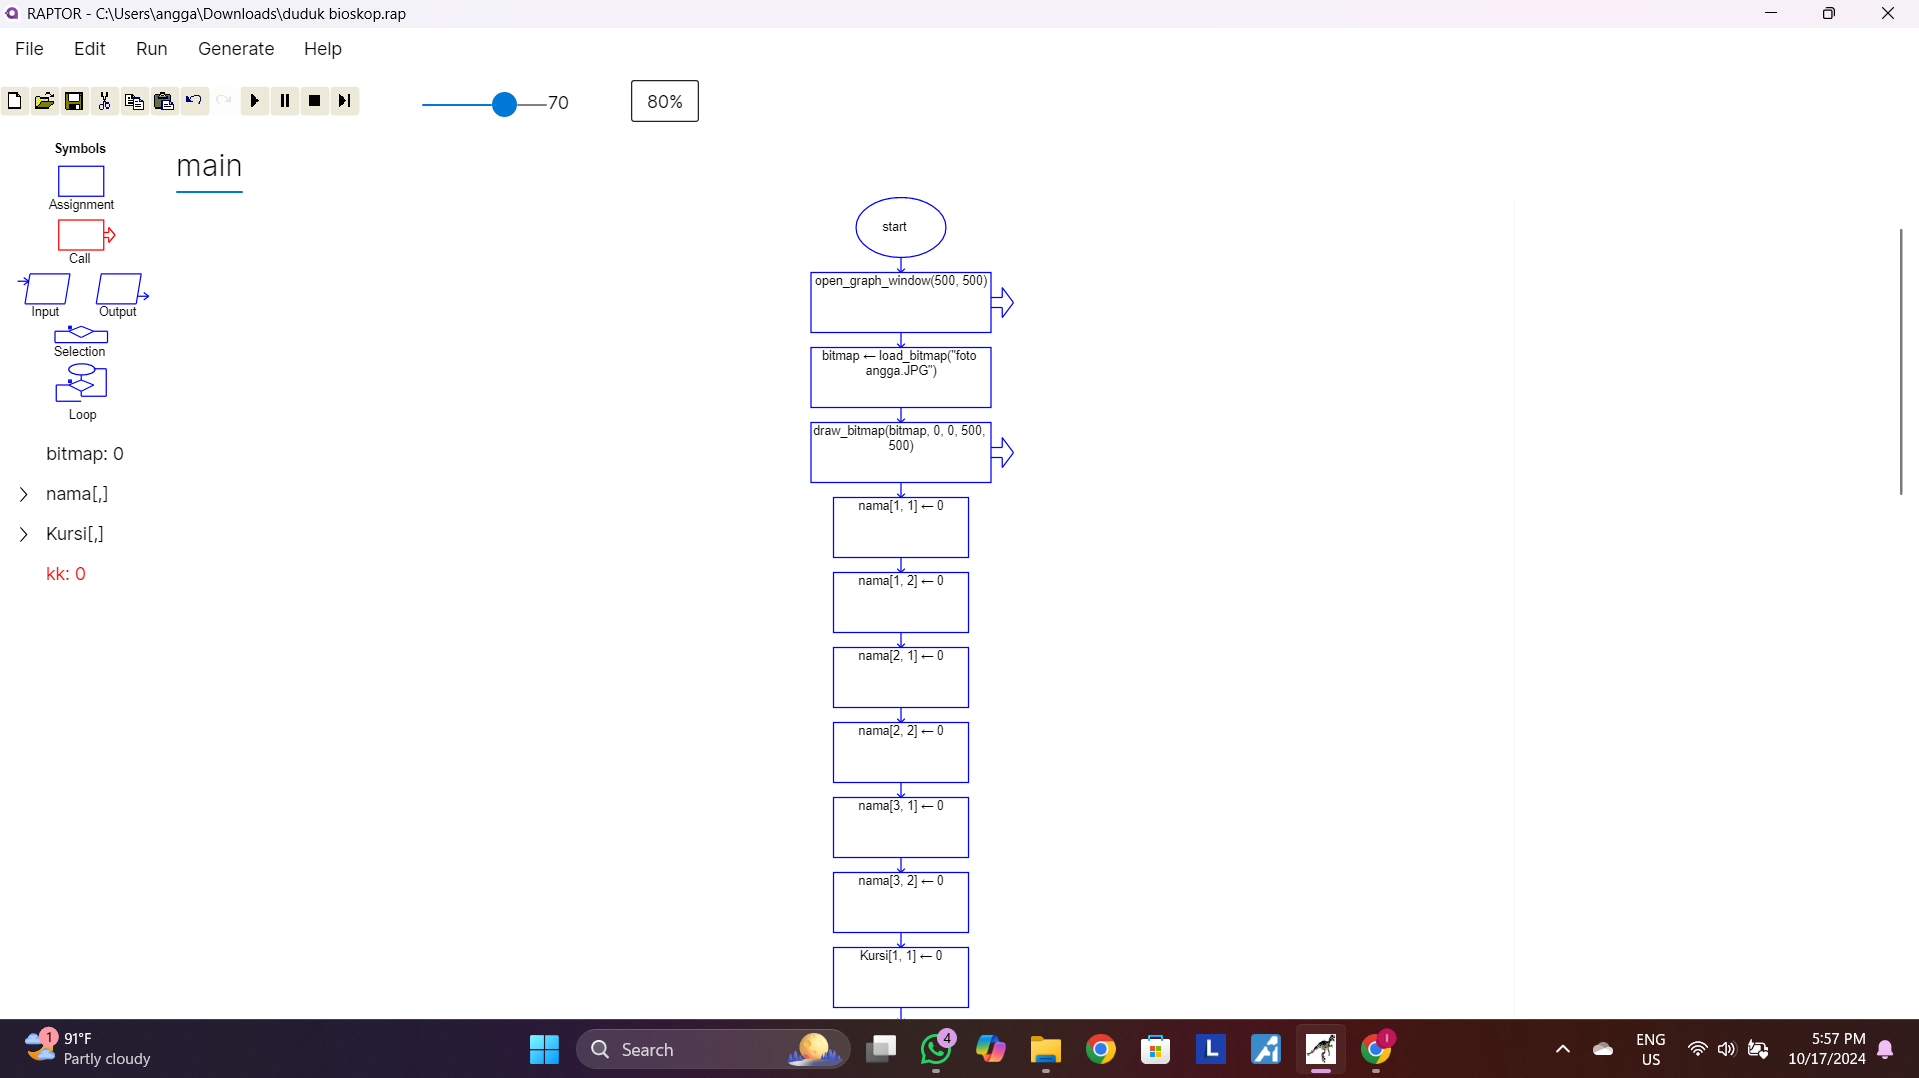 RAPTOR - C:\Users\angga\Downloads\duduk bioskop.rap
File Edit Run Generate Help
70
80%
Symbols
Assignment
Call
Input Output
Selection
Loop
bitmap: 0
nama[,]
Kursi[,]
kk: 0
main
start
open_graph_window(500, 500)
bitmap ← load_bitmap("foto
angga.JPG")
draw_bitmap(bitmap, 0, 0, 500,
500)
nama[1, 1] ← 0
nama[1, 2] ← 0
nama[2, 1] ← 0
nama[2, 2] ← 0
nama[3, 1] ← 0
nama[3, 2] ← 0
Kursi[1, 1] ← 0
1
91°F
Partly cloudy
Search
4
L
ENG
US
5:57 PM
10/17/2024